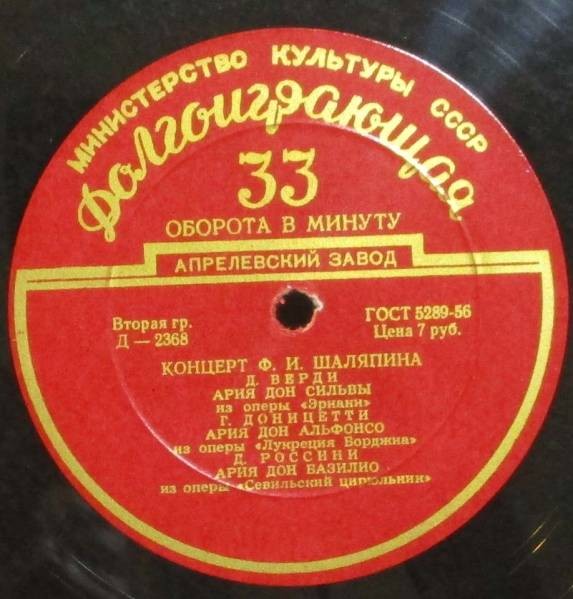 МИНИСТЕРСТВО КУЛЬТУРЫ СССР
Долгоиграющая
33
ОБОРОТА В МИНУТУ
АПРЕЛЕВСКИЙ ЗАВОД
Вторая гр.
Д — 2368
ГОСТ 5289-56
Цена 7 руб.
КОНЦЕРТ Ф. И. ШАЛЯПИНА
Д. ВЕРДИ
АРИЯ ДОН СИЛЬВЫ
из оперы «Эрнани»
Г. ДОНИЦЕТТИ
АРИЯ ДОН АЛЬФОНСО
из оперы «Лукреция Борджиа»
Д. РОССИНИ
АРИЯ ДОН БАЗИЛИО
из оперы «Севильский цирюльник»